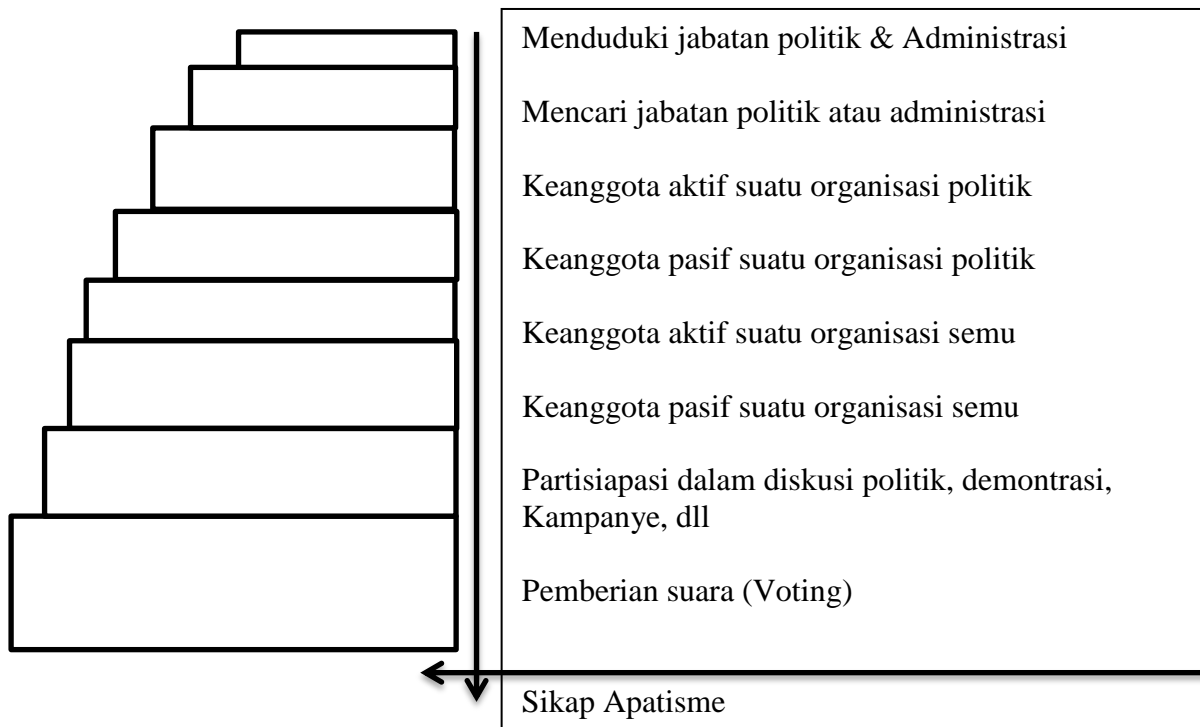 Menduduki jabatan politik & Administrasi
Mencari jabatan politik atau administrasi
Keanggota aktif suatu organisasi politik
Keanggota pasif suatu organisasi politik
Keanggota aktif suatu organisasi semu
Keanggota pasif suatu organisasi semu
Partisiapasi dalam diskusi politik, demontrasi,
Kampanye, dll
Pemberian suara (Voting)
Sikap Apatisme